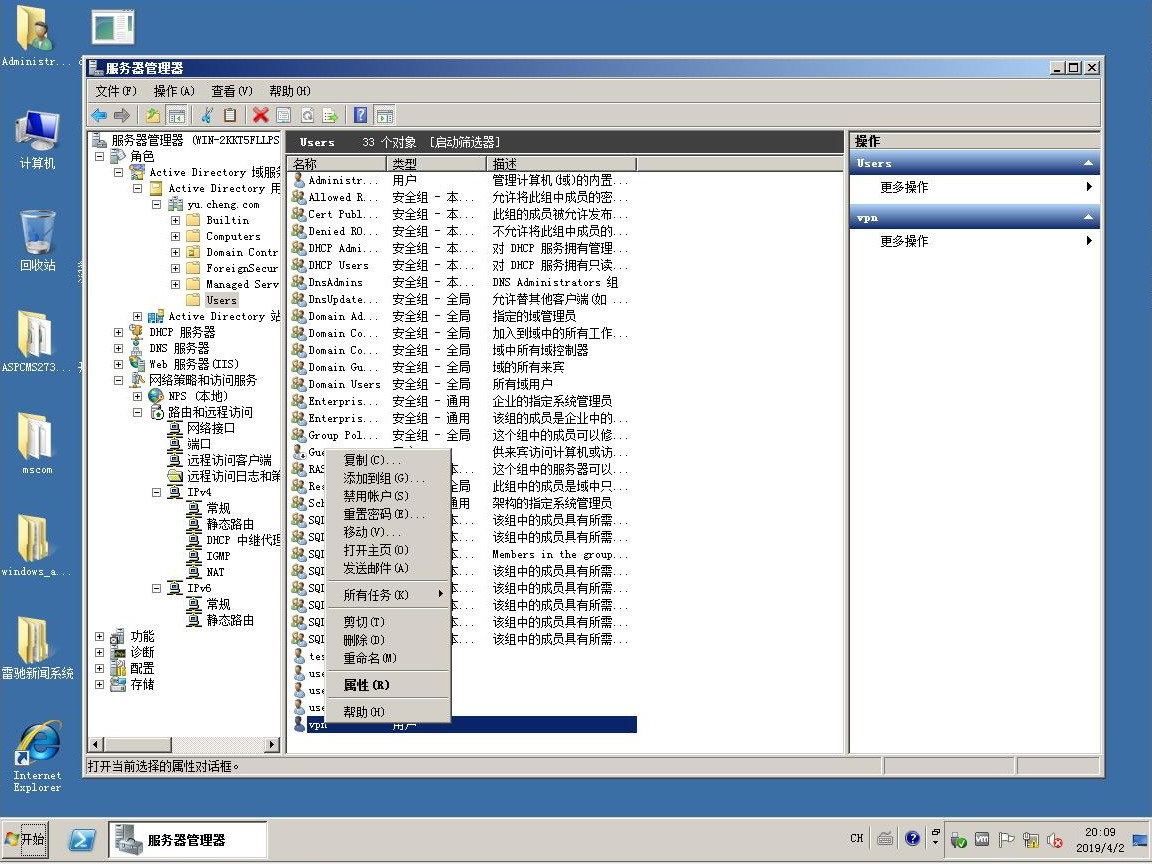 Administr...
计算机
回收站
ASPCMS273...
mscom
windows_a...
雷驰新闻系统
Internet
Explorer
服务器管理器
文件(F) 操作(A) 查看(V) 帮助(H)
服务器管理器 (WIN-2KKT5FLLPS
角色
Active Directory 域服务
Active Directory 用
yu.cheng.com
Builtin
Computers
Domain Contr
ForeignSecur
Managed Serv
Users
Active Directory 站
DHCP 服务器
DNS 服务器
Web 服务器(IIS)
网络策略和访问服务
NPS (本地)
路由和远程访问
网络接口
端口
远程访问客户端
远程访问日志和策
IPv4
常规
静态路由
DHCP 中继代理
IGMP
NAT
IPv6
常规
静态路由
功能
诊断
配置
存储
Users 33 个对象 [启动筛选器]
名称 类型 描述
Administr... 用户 管理计算机(域)的内置...
Allowed R... 安全组 - 本... 允许将此组中成员的密...
Cert Publ... 安全组 - 本... 此组的成员被允许发布...
Denied RO... 安全组 - 本... 不允许将此组中成员的...
DHCP Admi... 安全组 - 本... 对 DHCP 服务拥有管理...
DHCP Users 安全组 - 本... 对 DHCP 服务拥有只读...
DnsAdmins 安全组 - 本... DNS Administrators 组
DnsUpdate... 安全组 - 全局 允许替其他客户端(如 ...
Domain Ad... 安全组 - 全局 指定的域管理员
Domain Co... 安全组 - 全局 加入到域中的所有工作...
Domain Co... 安全组 - 全局 域中所有域控制器
Domain Gu... 安全组 - 全局 域的所有来宾
Domain Users 安全组 - 全局 所有域用户
Enterpris... 安全组 - 通用 企业的指定系统管理员
Enterpris... 安全组 - 通用 该组的成员是企业中的...
Group Pol... 安全组 - 全局 这个组中的成员可以修...
Gue 供来宾访问计算机或访...
RAS 本... 这个组中的服务器可以...
Rea 全局 此组中的成员是域中只...
Sch 通用 架构的指定系统管理员
SQL 本... 该组中的成员具有所需...
SQL 本... 该组中的成员具有所需...
SQL 本... Members in the group...
SQL 本... 该组中的成员具有所需...
SQL 本... 该组中的成员具有所需...
SQL 本... 该组中的成员具有所需...
SQL 本... 该组中的成员具有所需...
SQL 本... 该组中的成员具有所需...
tes
use
use
use
vpn 用户
复制(C)...
添加到组(G)...
禁用帐户(S)
重置密码(E)...
移动(V)...
打开主页(O)
发送邮件(A)
所有任务(K)
剪切(T)
删除(D)
重命名(M)
属性(R)
帮助(H)
操作
Users
更多操作
vpn
更多操作
打开当前选择的属性对话框。
开始
服务器管理器
CH
20:09
2019/4/2